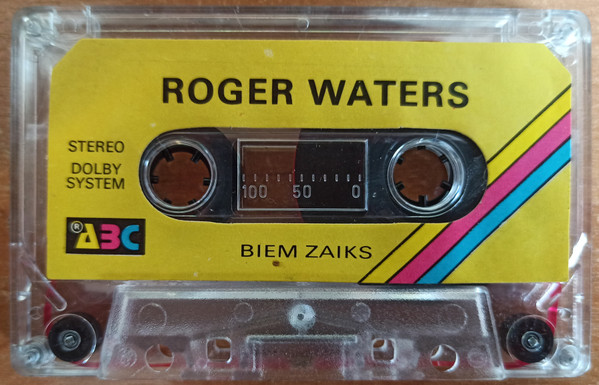 ROGER WATERS
STEREO
DOLBY
SYSTEM
100 50 0
® ABC
BIEM ZAIKS